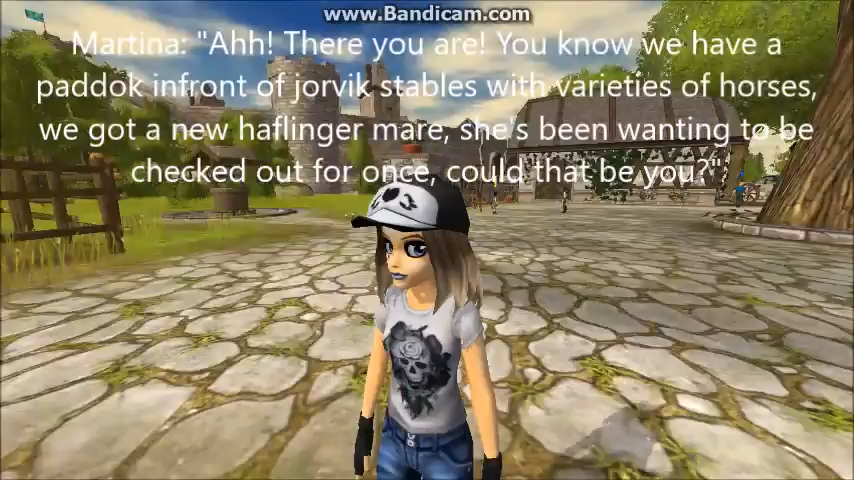 www.Bandicam.com
Martina: "Ahh! There you are! You know we have a
paddok infront of jorvik stables with varieties of horses,
we got a new haflinger mare, she's been wanting to be
checked out for once, could that be you?"